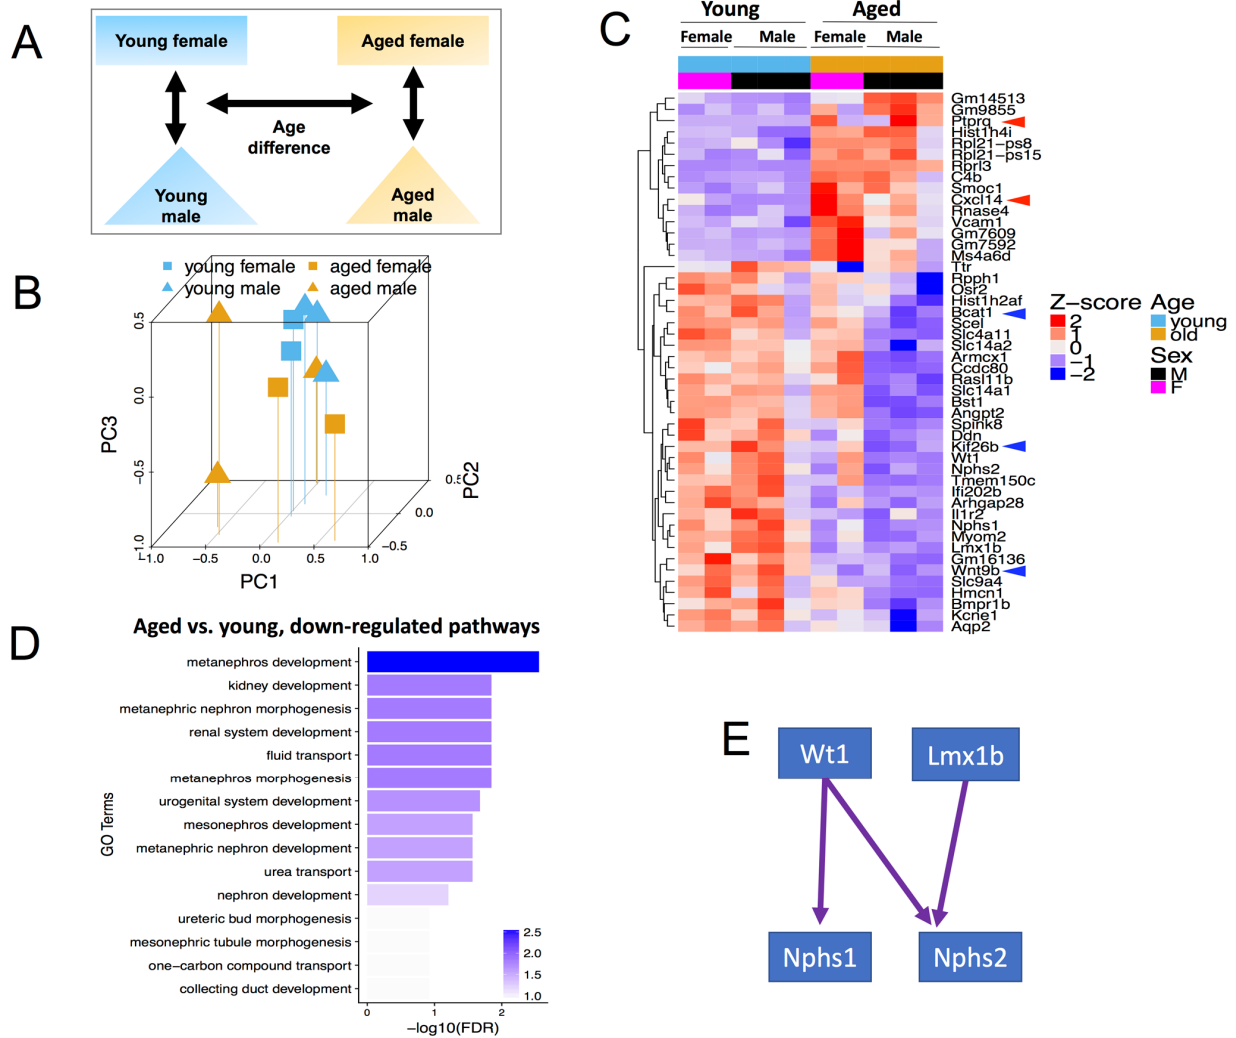 A
Young female
Aged female
Age
difference
Young
male
Aged
male
B
young female
aged female
young male
aged male
0.5
0.0
−0.5
−1.0
PC3
−1.0
−0.5
0.0
0.5
1.0
PC1
0.5
0.0
−0.5
PC2
C
Young
Aged
Female
Male
Female
Male
Gm14513
Gm9855
Ptprq
Hist1h4i
Rpl21−ps8
Rpl21−ps15
Rprl3
C4b
Smoc1
Cxcl14
Rnase4
Vcam1
Gm7609
Gm7592
Ms4a6d
Ttr
Rpph1
Osr2
Hist1h2af
Bcat1
Scel
Slc4a11
Slc14a2
Armcx1
Ccdc80
Rasl11b
Slc14a1
Bst1
Angpt2
Spink8
Ddn
Kif26b
Wt1
Nphs2
Tmem150c
Ifi202b
Arhgap28
Il1r2
Nphs1
Myom2
Lmx1b
Gm16136
Wnt9b
Slc9a4
Hmcn1
Bmpr1b
Kcne1
Aqp2
Z−score
2
1
0
−1
−2
Age
young
old
Sex
M
F
D
Aged vs. young, down-regulated pathways
GO Terms
metanephros development
kidney development
metanephric nephron morphogenesis
renal system development
fluid transport
metanephros morphogenesis
urogenital system development
mesonephros development
metanephric nephron development
urea transport
nephron development
ureteric bud morphogenesis
mesonephric tubule morphogenesis
one−carbon compound transport
collecting duct development
2.5
2.0
1.5
1.0
0
1
2
−log10(FDR)
E
Wt1
Lmx1b
Nphs1
Nphs2